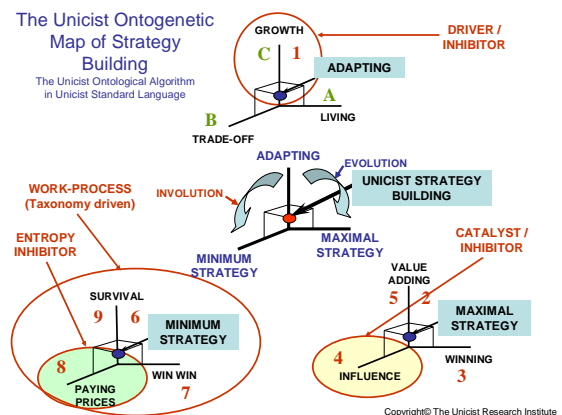 The Unicist Ontogenetic
Map of Strategy
Building
The Unicist Ontological Algorithm
in Unicist Standard Language
GROWTH
C 1
DRIVER /
INHIBITOR
ADAPTING
A
B
LIVING
TRADE-OFF
ADAPTING
EVOLUTION
WORK-PROCESS
(Taxonomy driven)
INVOLUTION
UNICIST STRATEGY
BUILDING
ENTROPY
INHIBITOR
CATALYST /
INHIBITOR
MINIMUM
STRATEGY
MAXIMAL
STRATEGY
VALUE
ADDING
5 2
SURVIVAL
9 6
MINIMUM
STRATEGY
MAXIMAL
STRATEGY
8
4
WINNING
3
WIN WIN
7
INFLUENCE
PAYING
PRICES
Copyright© The Unicist Research Institute